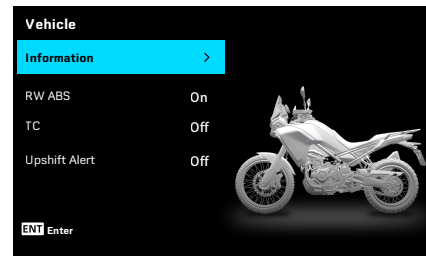 Vehicle
Information >
RW ABS On
TC Off
Upshift Alert Off
ENT Enter